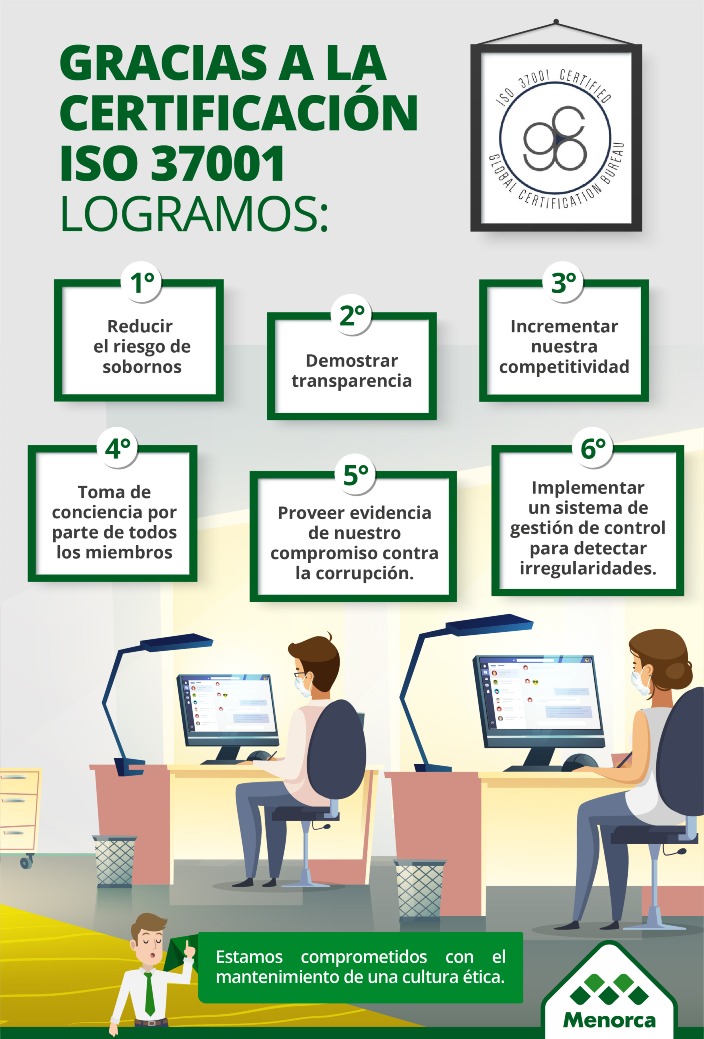 GRACIAS A LA
CERTIFICACIÓN
ISO 37001
LOGRAMOS:
ISO 37001 CERTIFIED
GLOBAL CERTIFICATION BUREAU
1°
Reducir
el riesgo de
sobornos
2°
Demostrar
transparencia
3°
Incrementar
nuestra
competitividad
4°
Toma de
conciencia por
parte de todos
los miembros
5°
Proveer evidencia
de nuestro
compromiso contra
la corrupción.
6°
Implementar
un sistema de
gestión de control
para detectar
irregularidades.
Estamos comprometidos con el
mantenimiento de una cultura ética.
Menorca